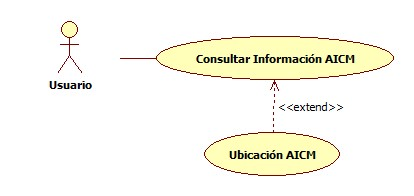 Consultar Información AICM
Usuario
<<extend>>
Ubicación AICM